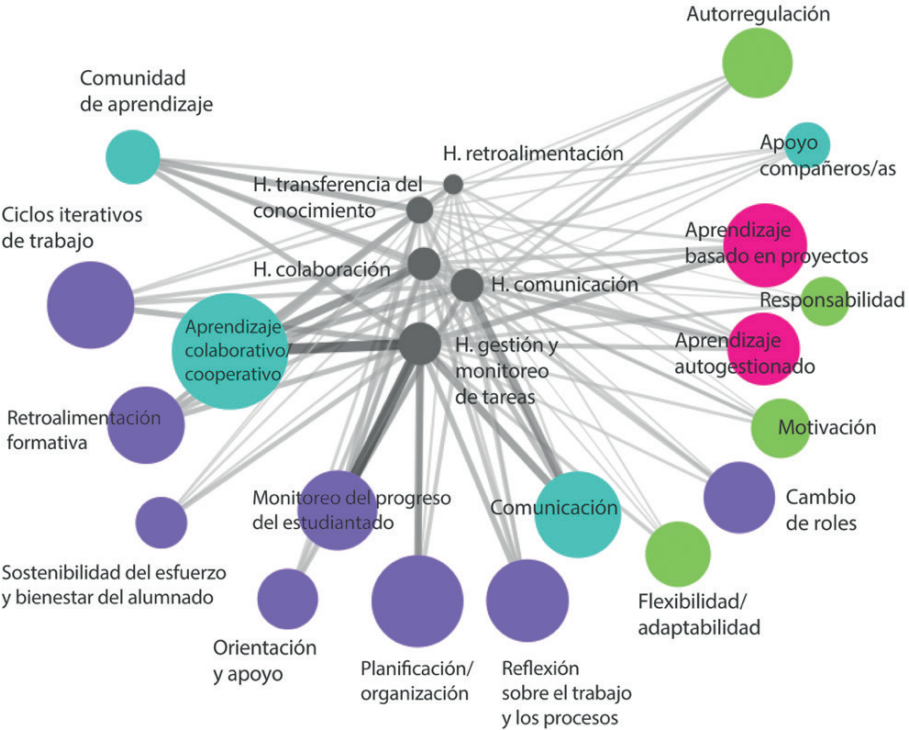 Autorregulación
Comunidad
de aprendizaje
Apoyo
compañeros/as
H. retroalimentación
H. transferencia del
conocimiento
Ciclos iterativos
de trabajo
Aprendizaje
basado en proyectos
H. colaboración
H. comunicación
Responsabilidad
Aprendizaje
colaborativo/
cooperativo
H. gestión y
monitoreo
de tareas
Aprendizaje
autogestionado
Retroalimentación
formativa
Motivación
Monitoreo del progreso
del estudiantado
Comunicación
Cambio
de roles
Sostenibilidad del esfuerzo
y bienestar del alumnado
Flexibilidad/
adaptabilidad
Orientación
y apoyo
Planificación/
organización
Reflexión
sobre el trabajo
y los procesos